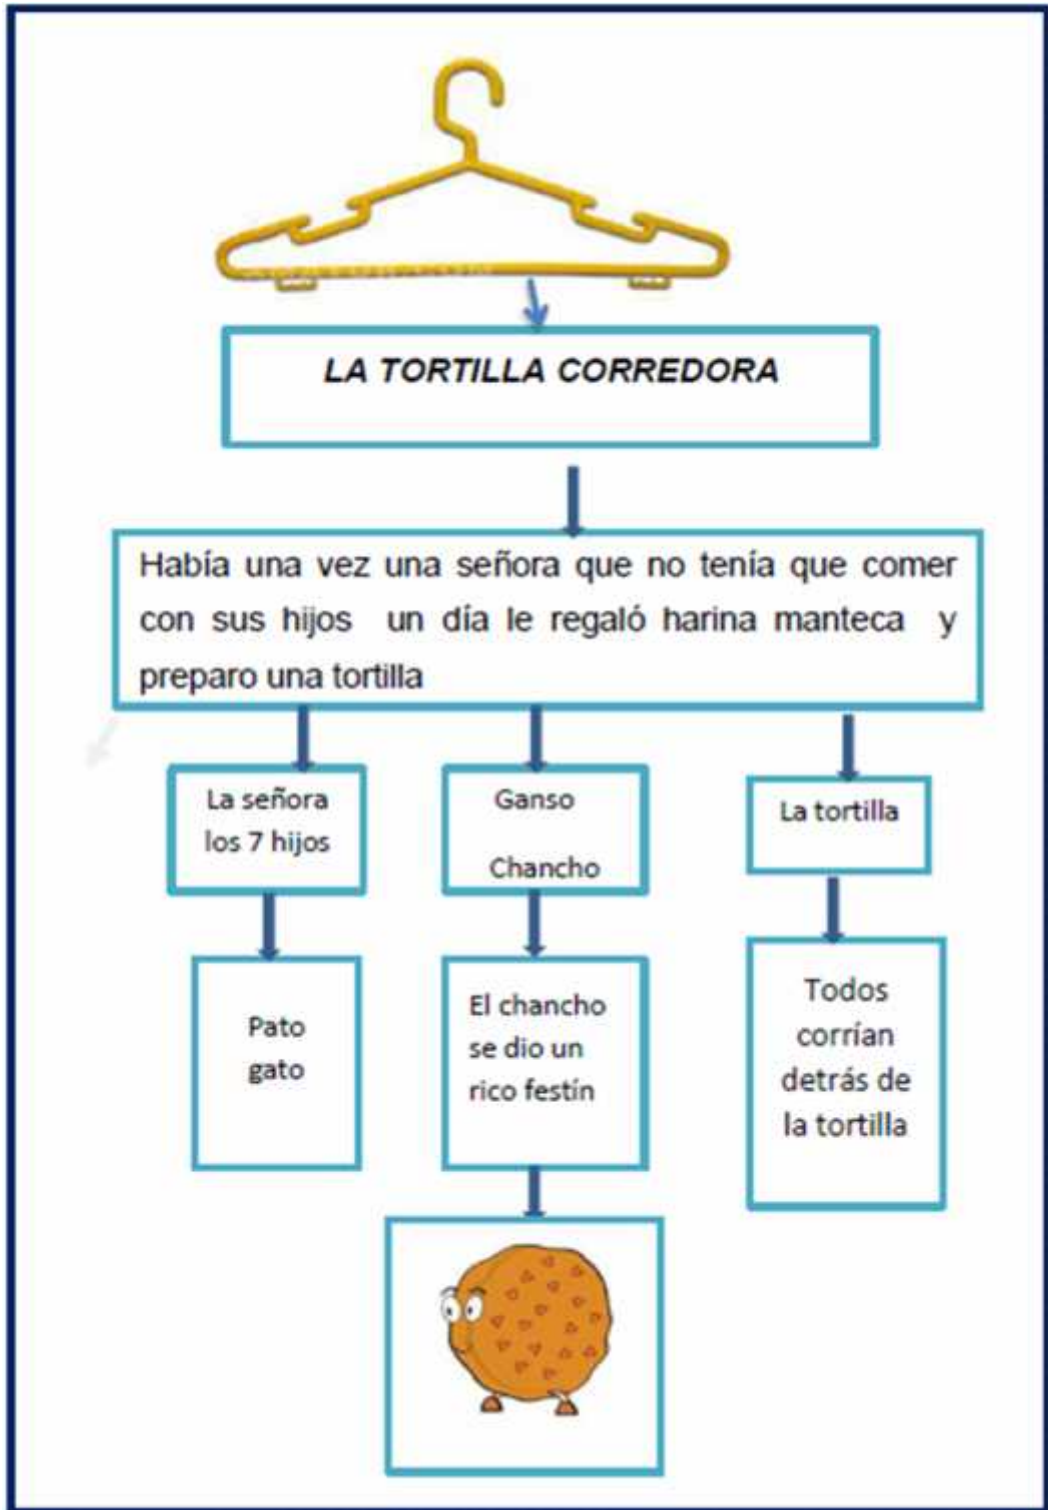 LA TORTILLA CORREDORA
Había una vez una señora que no tenía que comer
con sus hijos un día le regaló harina manteca y
preparo una tortilla
La señora
los 7 hijos
Ganso
Chancho
La tortilla
Pato
gato
El chancho
se dio un
rico festín
Todos
corrían
detrás de
la tortilla